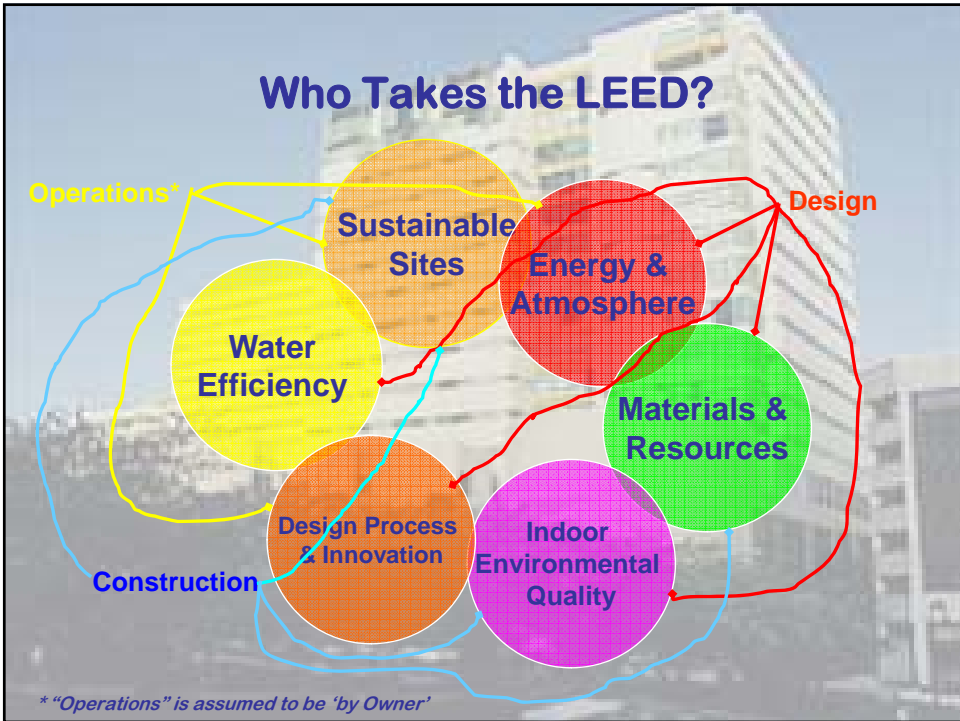 Who Takes the LEED?
Operations*
Design
Sustainable
Sites
Energy &
Atmosphere
Water
Efficiency
Materials &
Resources
Design Process
& Innovation
Indoor
Environmental
Quality
Construction
* “Operations” is assumed to be ‘by Owner’